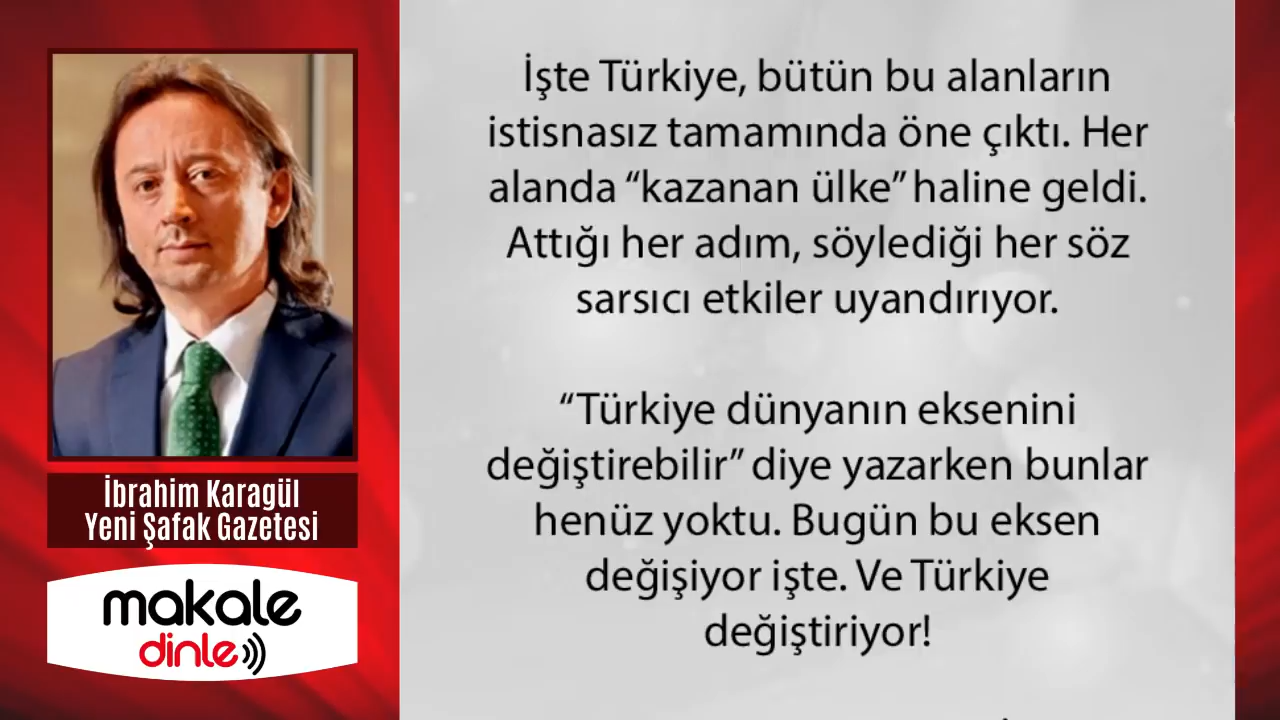 İşte Türkiye, bütün bu alanların
istisnasız tamamında öne çıktı. Her
alanda “kazanan ülke” haline geldi.
Attığı her adım, söylediği her söz
sarsıcı etkiler uyandırıyor.
“Türkiye dünyanın eksenini
değiştirebilir” diye yazarken bunlar
henüz yoktu. Bugün bu eksen
değişiyor işte. Ve Türkiye
değiştiriyor!
İbrahim Karagül
Yeni Şafak Gazetesi
makale
dinle